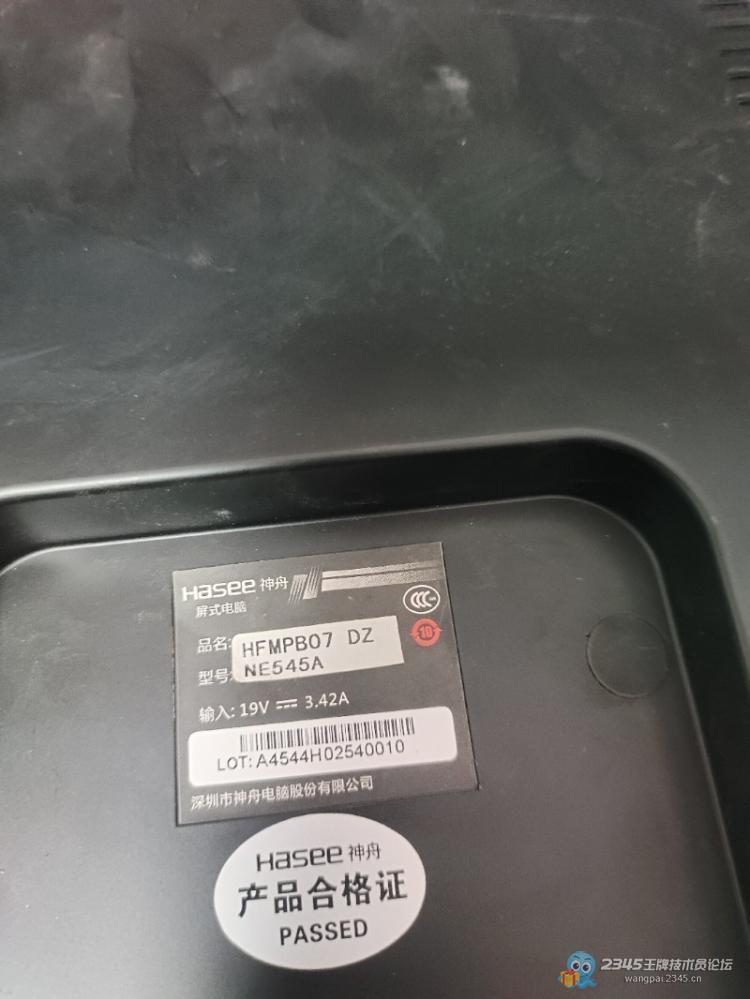 Hasee 神舟
屏式电脑
品名: HFMPB07 DZ
型号: NE545A
输入: 19V ⎓ 3.42A
LOT: A4544H02540010
深圳市神舟电脑股份有限公司
CCC
10
Hasee 神舟
产品合格证
PASSED
2345王牌技术员论坛
wangpai.2345.cn